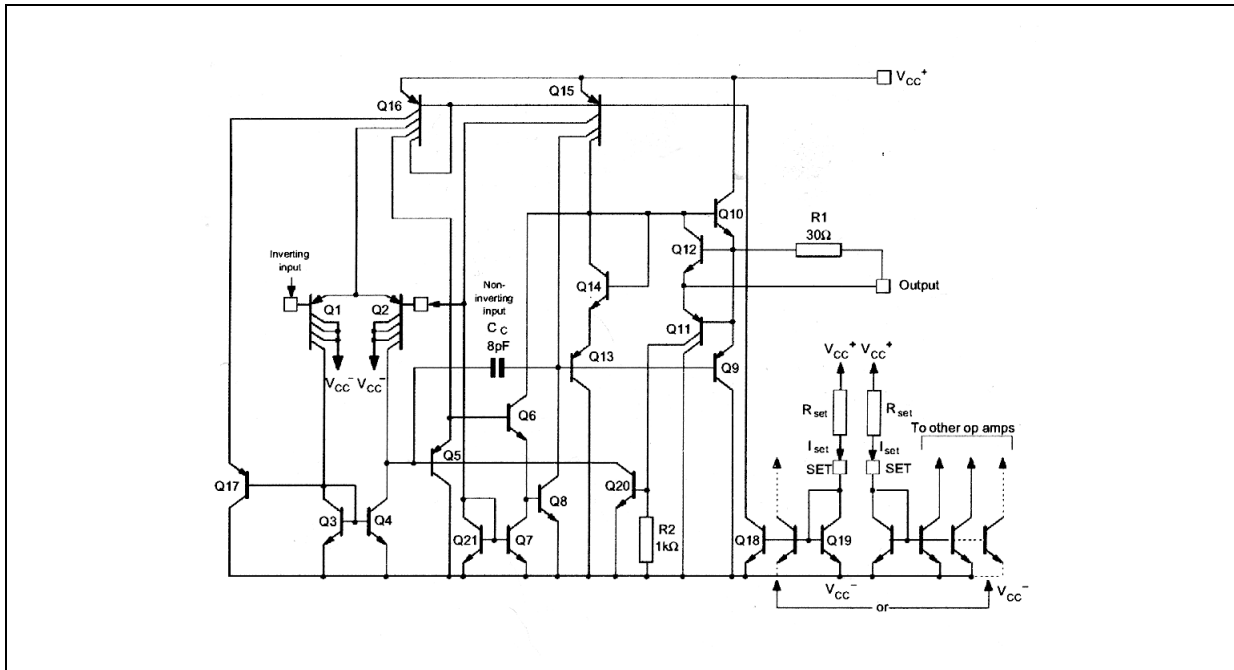 VCC+
Q15
Q16
Q10
R1
30Ω
Q12
Inverting
input
Non-
inverting
input
CC
8pF
Q14
Output
Q1
Q2
Q11
Q13
Q9
VCC-
VCC-
VCC+
VCC+
Rset
Rset
To other op amps
Q6
Iset
Iset
Q5
SET
SET
Q17
Q20
Q8
Q3
Q4
R2
1kΩ
Q21
Q7
Q18
Q19
VCC-
VCC-
or